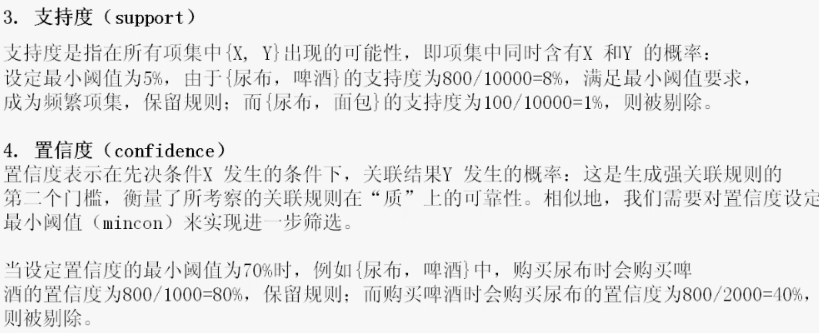 3. 支持度（support）
支持度是指在所有项集中{X, Y}出现的可能性，即项集中同时含有X 和Y 的概率：
设定最小阈值为5%，由于{尿布，啤酒}的支持度为800/10000=8%，满足最小阈值要求，
成为频繁项集，保留规则；而{尿布，面包}的支持度为100/10000=1%，则被剔除。
4. 置信度（confidence）
置信度表示在先决条件X 发生的条件下，关联结果Y 发生的概率：这是生成强关联规则的
第二个门槛，衡量了所考察的关联规则在“质”上的可靠性。相似地，我们需要对置信度设定
最小阈值（mincon）来实现进一步筛选。
当设定置信度的最小阈值为70%时，例如{尿布，啤酒}中，购买尿布时会购买啤
酒的置信度为800/1000=80%，保留规则；而购买啤酒时会购买尿布的置信度为800/2000=40%，
则被剔除。